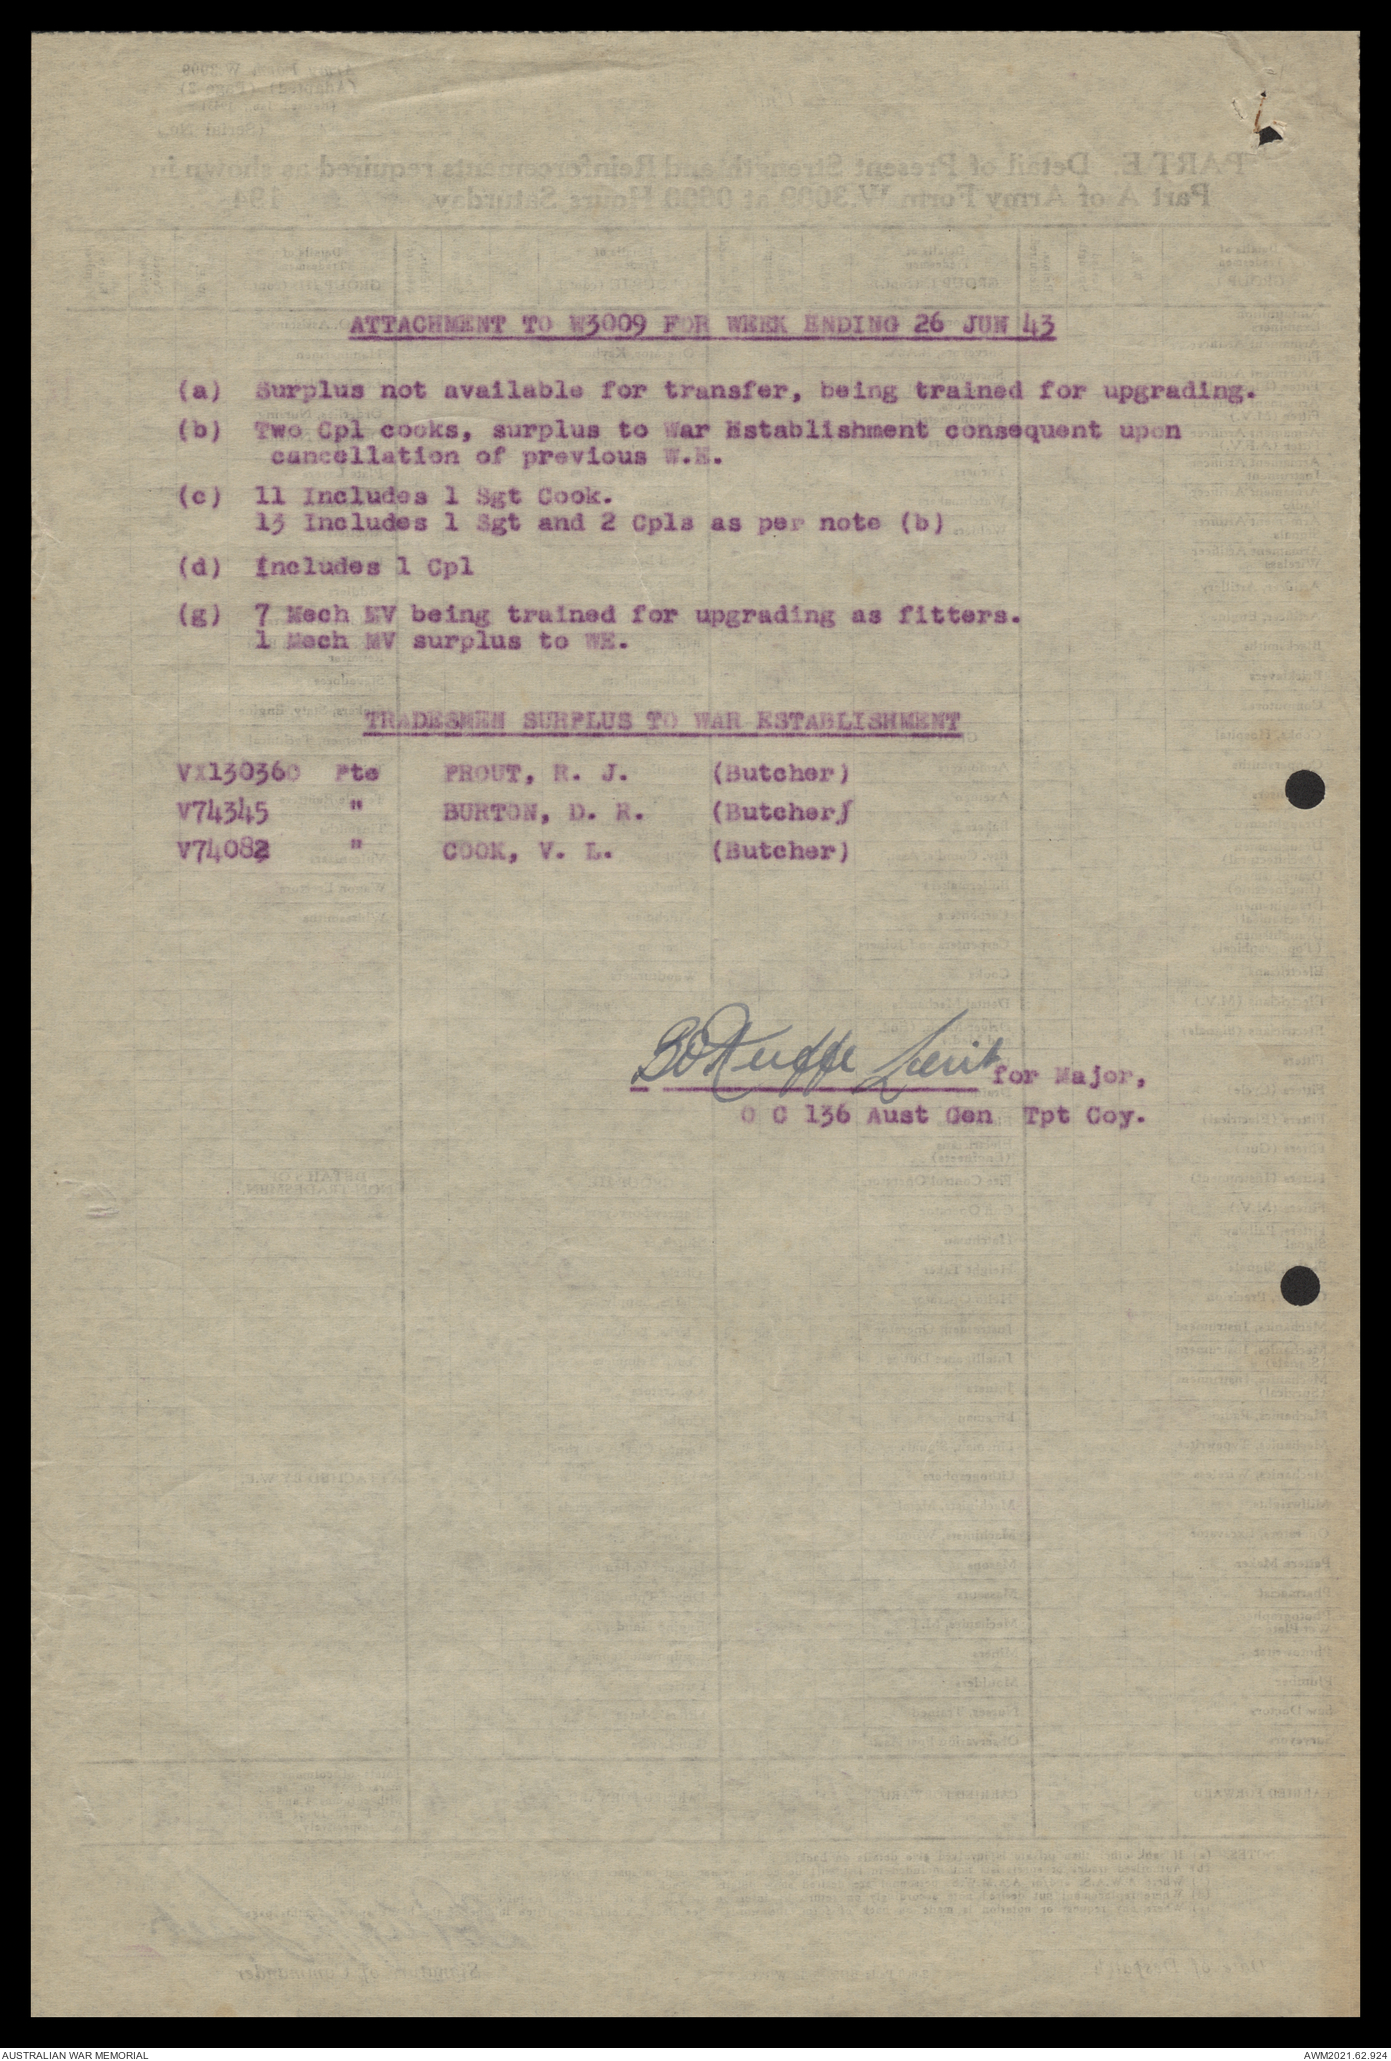 ATTACHMENT TO W3009 FOR WEEK ENDING 26 JUN 43
(a) Surplus not available for transfer, being trained for upgrading.
(b) Two Cpl cooks, surplus to War Establishment consequent upon
cancellation of previous W.E.
(c) 11 Includes 1 Sgt Cook.
13 Includes 1 Sgt and 2 Cpls as per note (b)
(d) includes 1 Cpl
(g) 7 Mech MV being trained for upgrading as fitters.
1 Mech MV surplus to WE.
TRADESMEN SURPLUS TO WAR ESTABLISHMENT
VX130360 Pte PROUT, R. J. (Butcher)
V74345 " BURTON, D. R. (Butcher)
V74082 " COOK, V. L. (Butcher)
Lieut for Major,
O C 136 Aust Gen Tpt Coy.
AUSTRALIAN WAR MEMORIAL
AWM2021.62.924